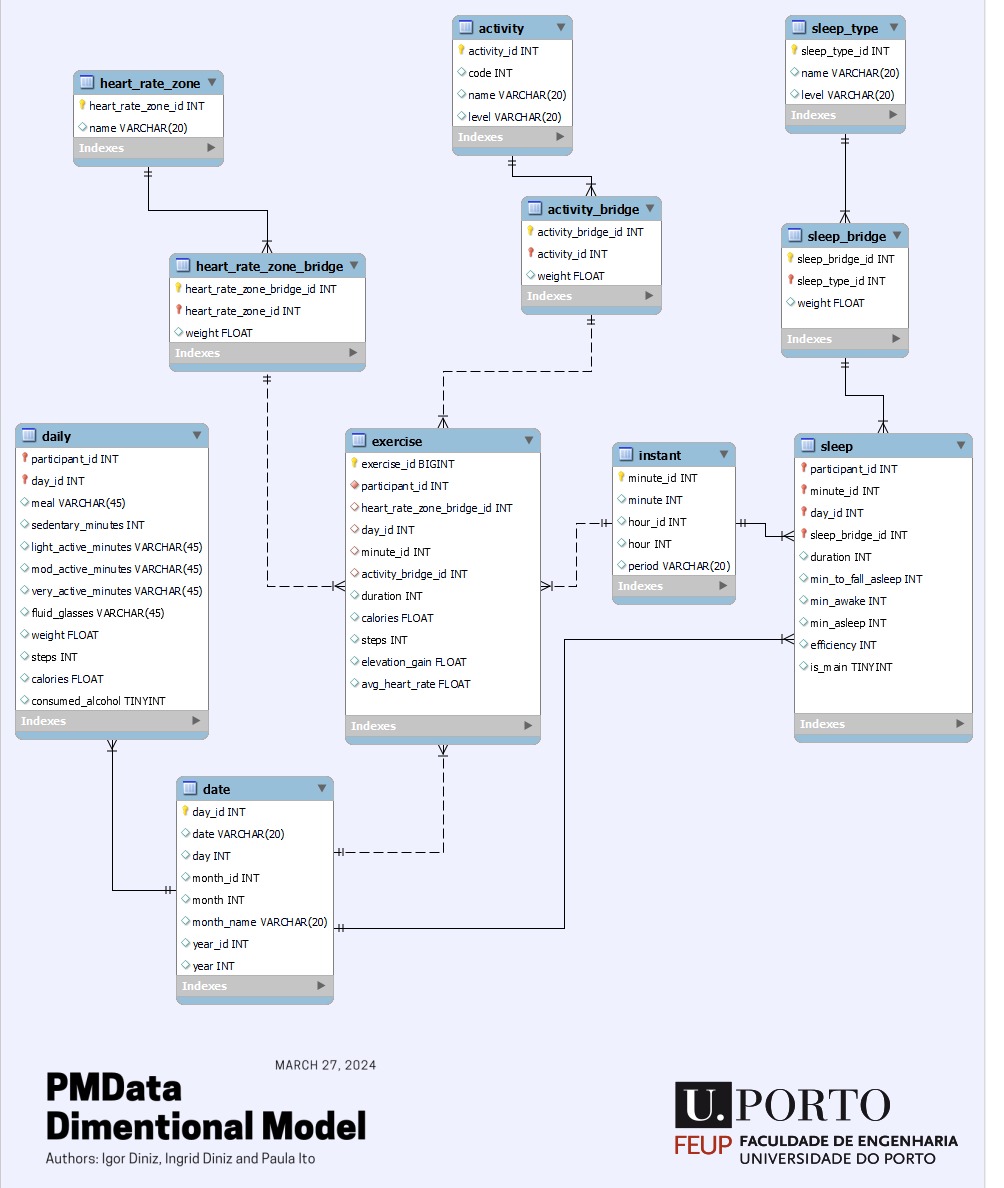 activity
activity_id INT
code INT
name VARCHAR(20)
level VARCHAR(20)
Indexes
sleep_type
sleep_type_id INT
name VARCHAR(20)
level VARCHAR(20)
Indexes
heart_rate_zone
heart_rate_zone_id INT
name VARCHAR(20)
Indexes
activity_bridge
activity_bridge_id INT
activity_id INT
weight FLOAT
Indexes
sleep_bridge
sleep_bridge_id INT
sleep_type_id INT
weight FLOAT
Indexes
heart_rate_zone_bridge
heart_rate_zone_bridge_id INT
heart_rate_zone_id INT
weight FLOAT
Indexes
daily
participant_id INT
day_id INT
meal VARCHAR(45)
sedentary_minutes INT
light_active_minutes VARCHAR(45)
mod_active_minutes VARCHAR(45)
very_active_minutes VARCHAR(45)
fluid_glasses VARCHAR(45)
weight FLOAT
steps INT
calories FLOAT
consumed_alcohol TINYINT
Indexes
exercise
exercise_id BIGINT
participant_id INT
heart_rate_zone_bridge_id INT
day_id INT
minute_id INT
activity_bridge_id INT
duration INT
calories FLOAT
steps INT
elevation_gain FLOAT
avg_heart_rate FLOAT
Indexes
instant
minute_id INT
minute INT
hour_id INT
hour INT
period VARCHAR(20)
Indexes
sleep
participant_id INT
minute_id INT
day_id INT
sleep_bridge_id INT
duration INT
min_to_fall_asleep INT
min_awake INT
min_asleep INT
efficiency INT
is_main TINYINT
Indexes
date
day_id INT
date VARCHAR(20)
day INT
month_id INT
month INT
month_name VARCHAR(20)
year_id INT
year INT
Indexes
MARCH 27, 2024
PMData
Dimentional Model
Authors: Igor Diniz, Ingrid Diniz and Paula Ito
U. PORTO
FEUP FACULDADE DE ENGENHARIA
UNIVERSIDADE DO PORTO